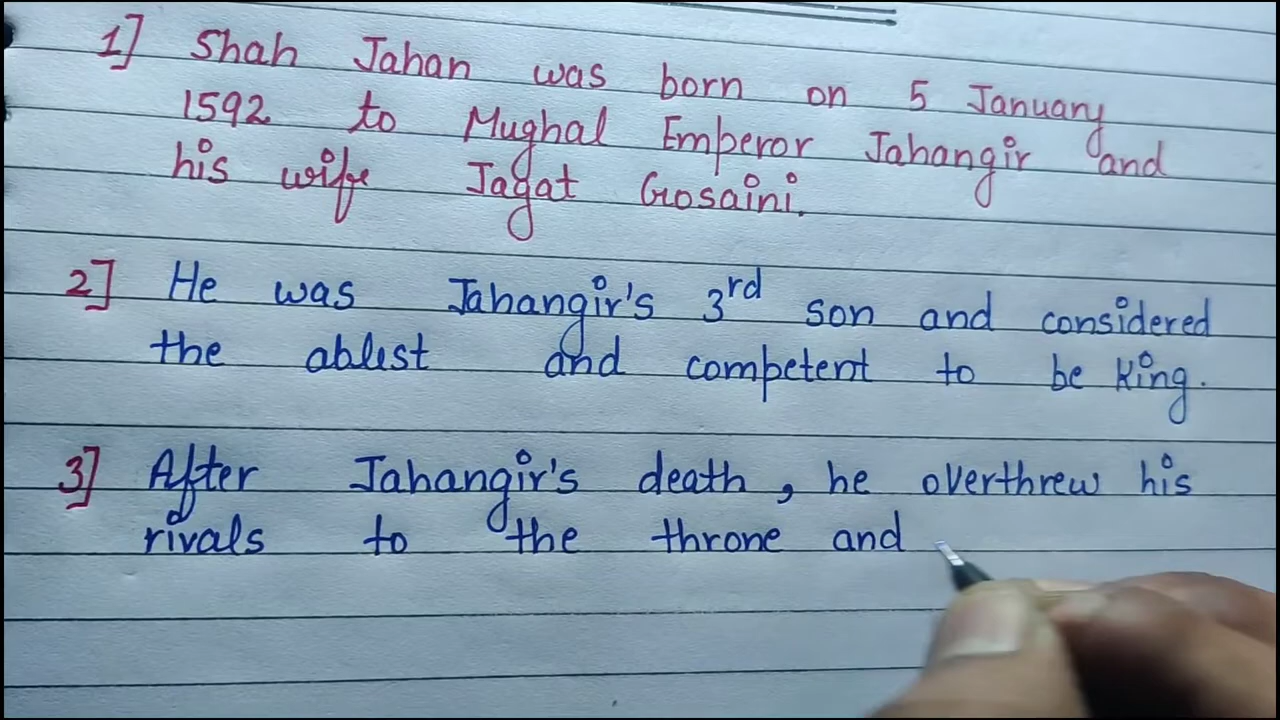 1] Shah Jahan was born on 5 January
1592 to Mughal Emperor Jahangir and
his wife Jagat Gosaini.
2] He was Jahangir's 3rd son and considered
the ablest and competent to be king.
3] After Jahangir's death, he overthrew his
rivals to the throne and